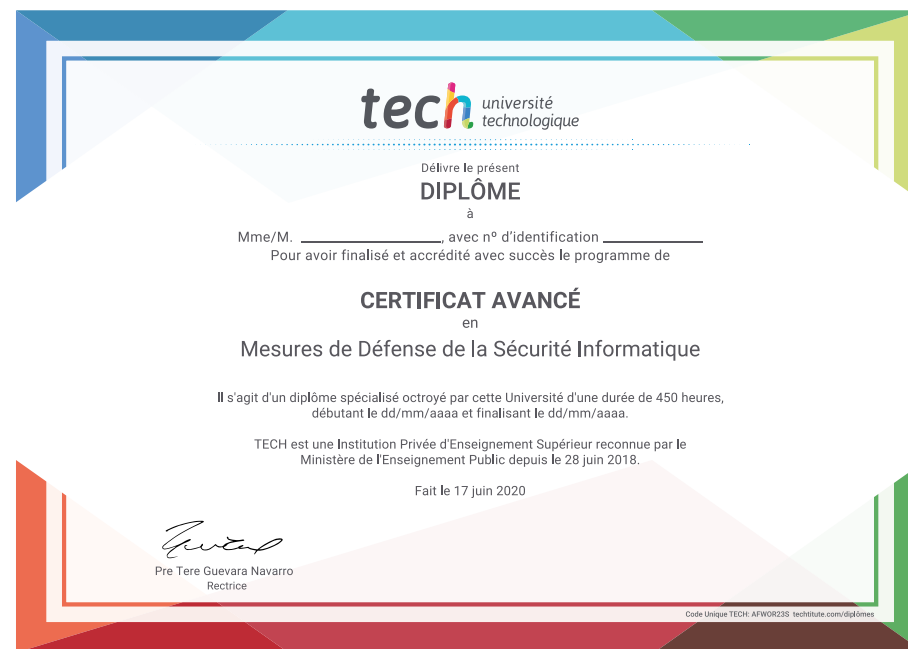 tech université
technologique
Délivre le présent
DIPLÔME
à
Mme/M. ____________________, avec nº d'identification ______________
Pour avoir finalisé et accrédité avec succès le programme de
CERTIFICAT AVANCÉ
en
Mesures de Défense de la Sécurité Informatique
Il s'agit d'un diplôme spécialisé octroyé par cette Université d'une durée de 450 heures,
débutant le dd/mm/aaaa et finalisant le dd/mm/aaaa.
TECH est une Institution Privée d'Enseignement Supérieur reconnue par le
Ministère de l'Enseignement Public depuis le 28 juin 2018.
Fait le 17 juin 2020
Pre Tere Guevara Navarro
Rectrice
Code Unique TECH: AFWOR23S techtitute.com/diplômes